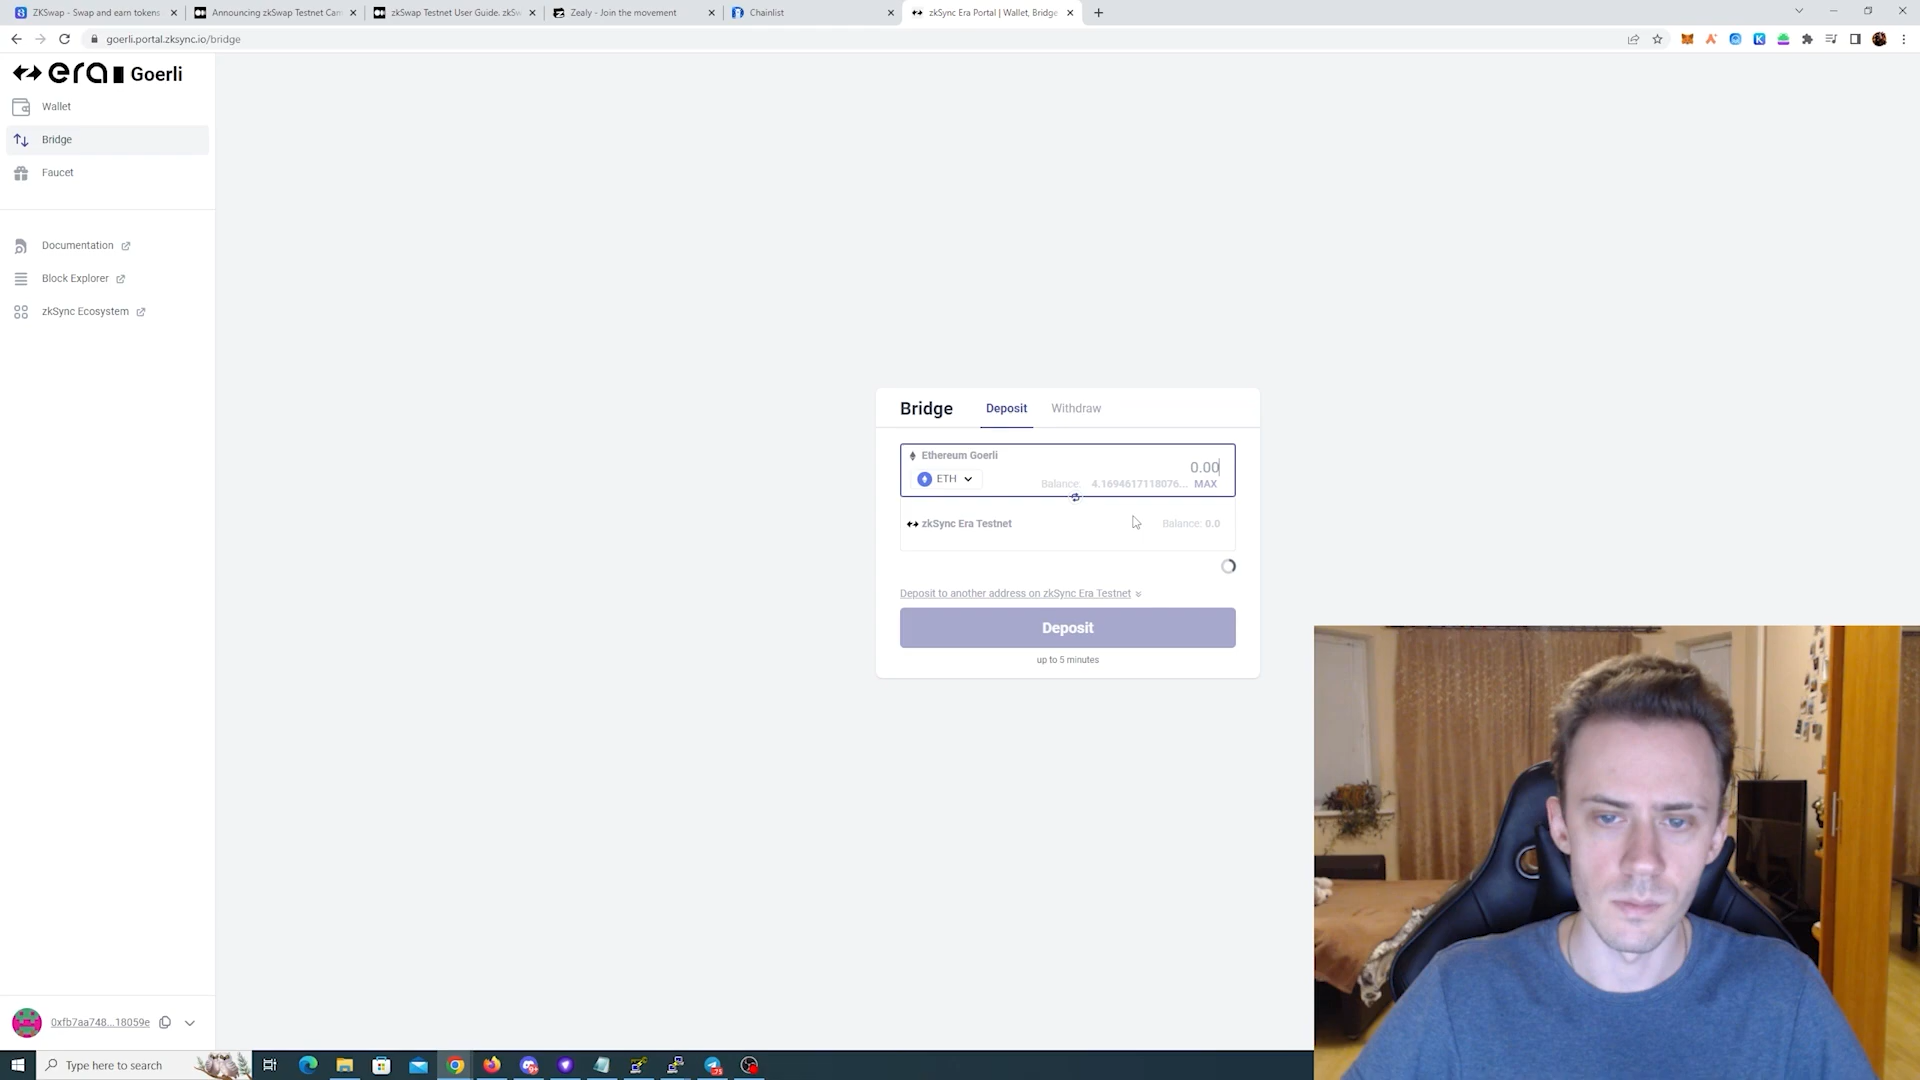 ZKSwap - Swap and earn tokens
Announcing zkSwap Testnet Cam
zkSwap Testnet User Guide. zkSw
Zealy - Join the movement
Chainlist
zkSync Era Portal | Wallet, Bridge
goerli.portal.zksync.io/bridge
era Goerli
Wallet
Bridge
Faucet
Documentation
Block Explorer
zkSync Ecosystem
Bridge
Deposit
Withdraw
Ethereum Goerli
0.00
ETH
Balance: 4.1694617118076... MAX
zkSync Era Testnet
Balance: 0.0
Deposit to another address on zkSync Era Testnet
Deposit
up to 5 minutes
0xfb7aa748...18059e
Type here to search